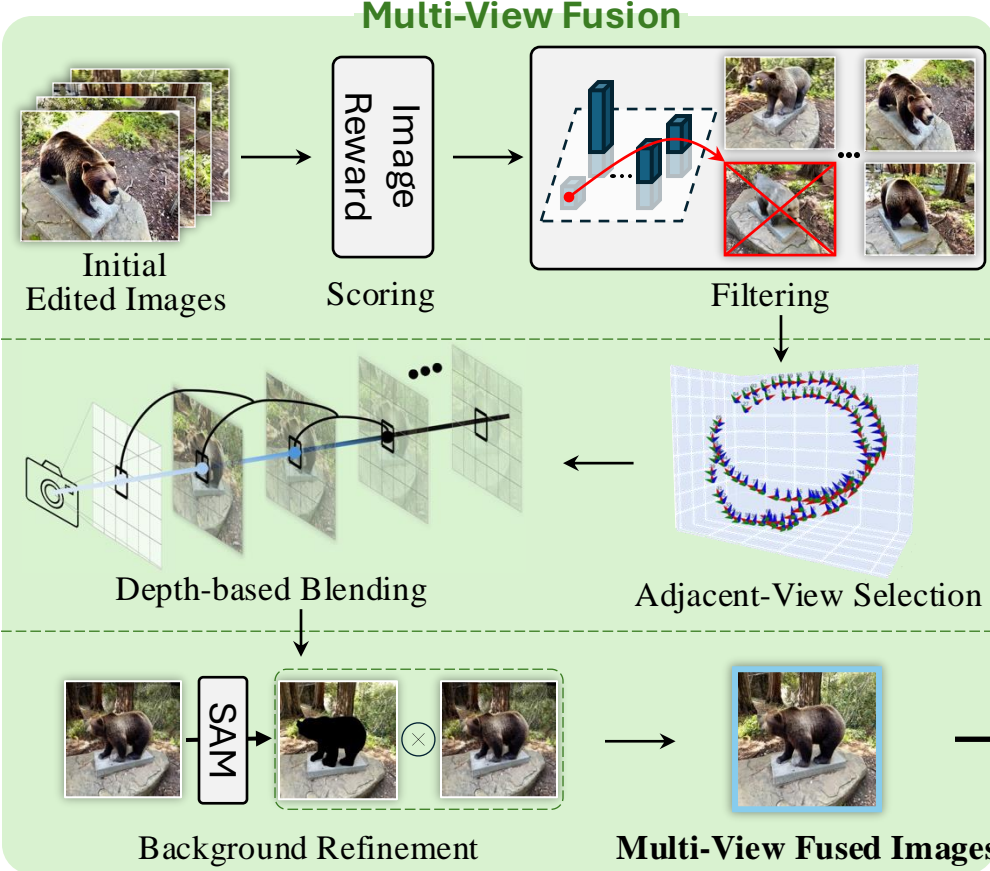 Multi-View Fusion
Image
Reward
Initial
Edited Images
Scoring
Filtering
Depth-based Blending
Adjacent-View Selection
SAM
Background Refinement
Multi-View Fused Images